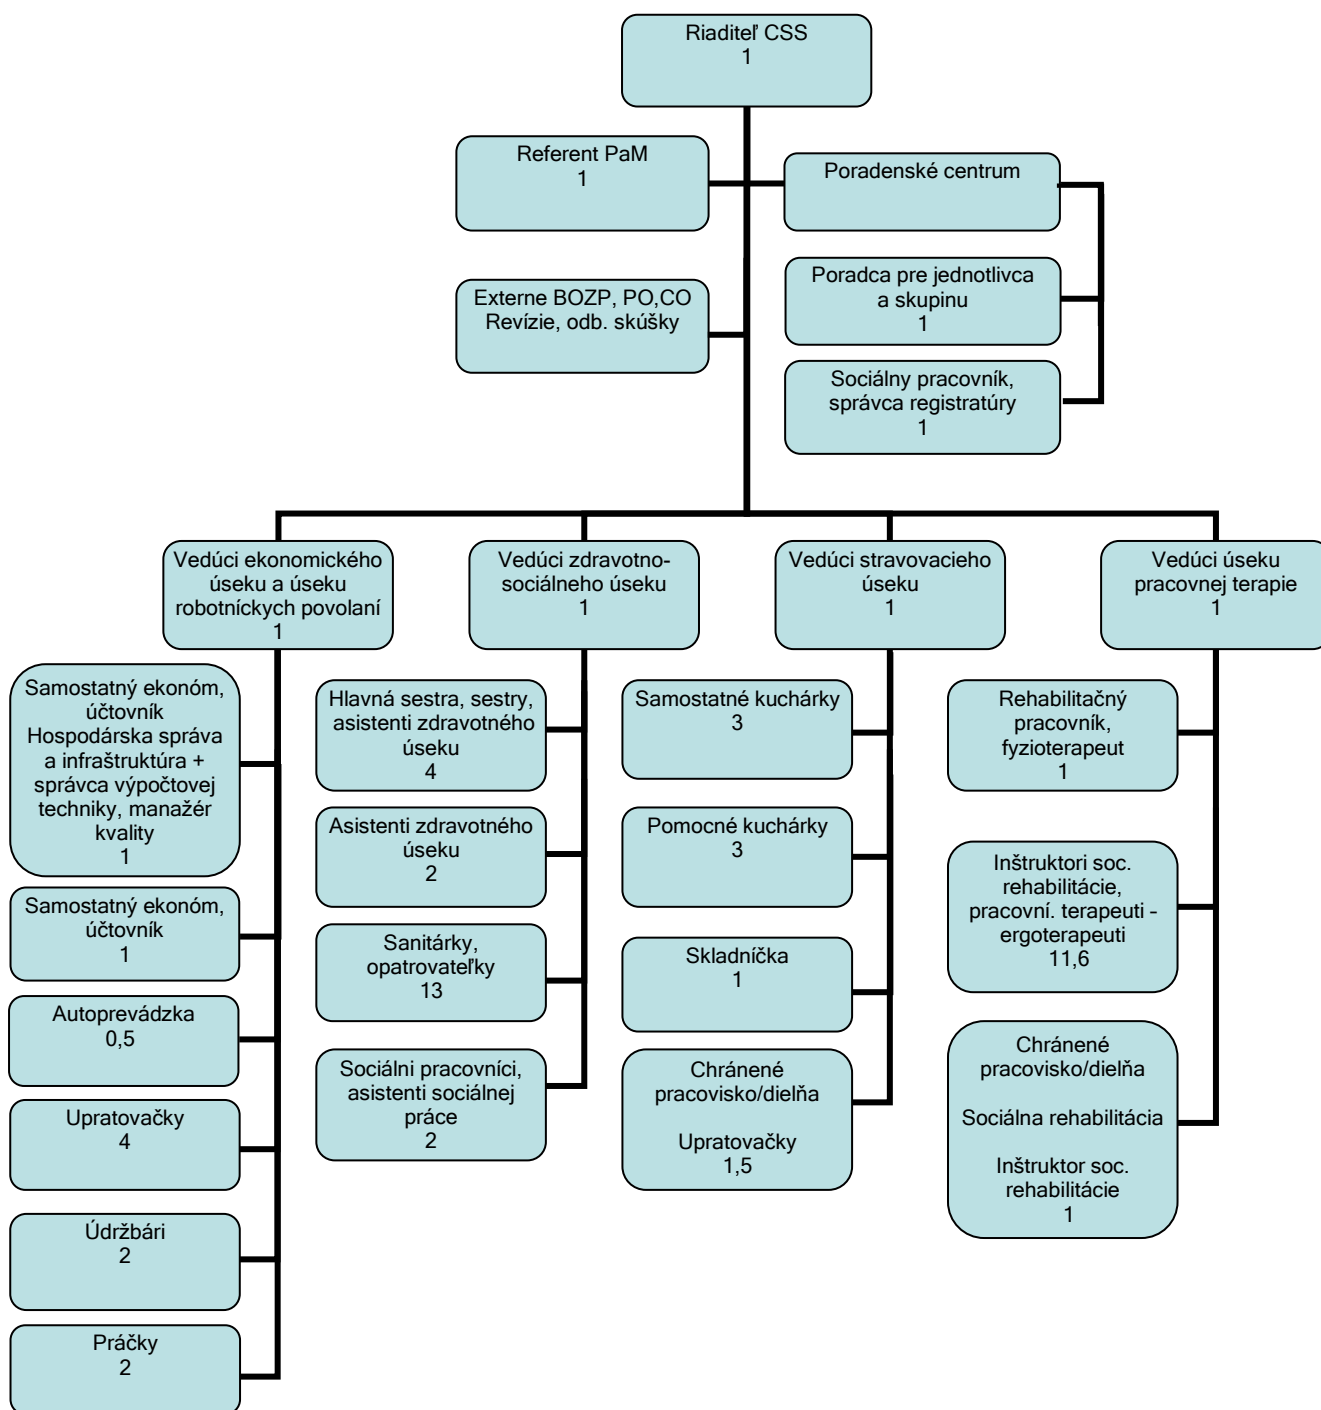 Riaditeľ CSS
1
Referent PaM
1
Poradenské centrum
Externe BOZP, PO,CO
Revízie, odb. skúšky
Poradca pre jednotlivca
a skupinu
1
Sociálny pracovník,
správca registratúry
1
Vedúci ekonomického
úseku a úseku
robotníckych povolaní
1
Vedúci zdravotno-
sociálneho úseku
1
Vedúci stravovacieho
úseku
1
Vedúci úseku
pracovnej terapie
1
Samostatný ekonóm,
účtovník
Hospodárska správa
a infraštruktúra +
správca výpočtovej
techniky, manažér
kvality
1
Samostatný ekonóm,
účtovník
1
Autoprevádzka
0,5
Upratovačky
4
Údržbári
2
Práčky
2
Hlavná sestra, sestry,
asistenti zdravotného
úseku
4
Asistenti zdravotného
úseku
2
Sanitárky,
opatrovateľky
13
Sociálni pracovníci,
asistenti sociálnej
práce
2
Samostatné kuchárky
3
Pomocné kuchárky
3
Skladníčka
1
Chránené
pracovisko/dielňa
Upratovačky
1,5
Rehabilitačný
pracovník,
fyzioterapeut
1
Inštruktori soc.
rehabilitácie,
pracovní. terapeuti –
ergoterapeuti
11,6
Chránené
pracovisko/dielňa
Sociálna rehabilitácia
Inštruktor soc.
rehabilitácie
1